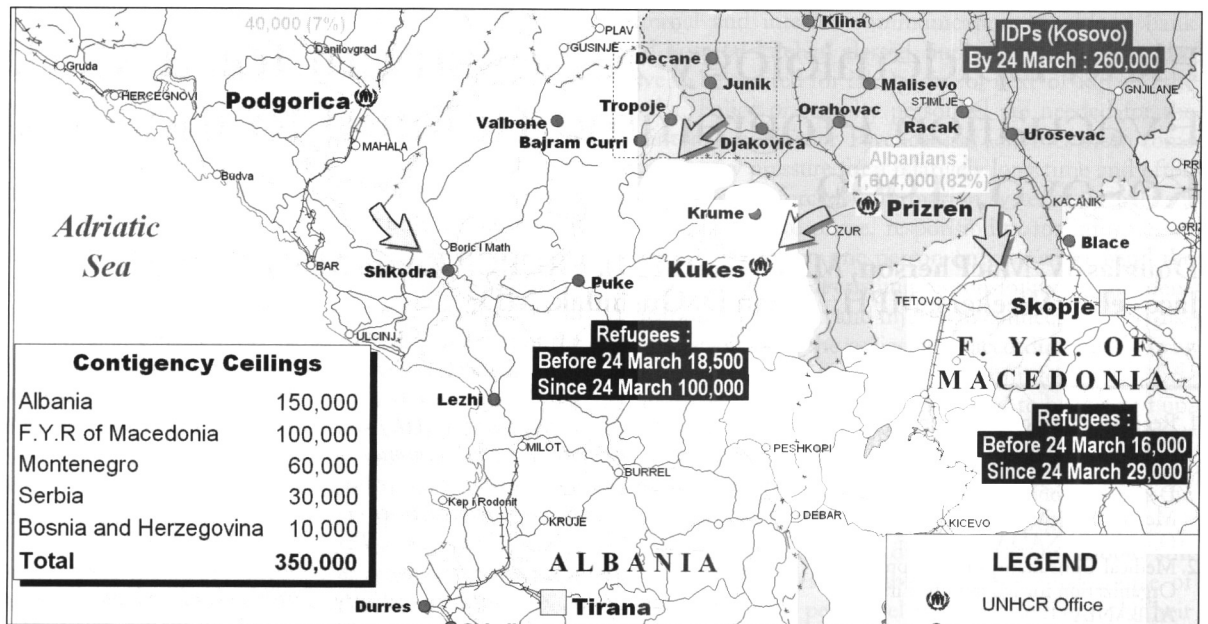 40,000 (7%)
Danilovgrad
PLAV
GUSINJE
Klina
IDPs (Kosovo)
By 24 March : 260,000
Gruda
HERCEGNOVI
Podgorica
Decane
Junik
Malisevo
STIMLJE
GNJILANE
Tropoje
Orahovac
Racak
Valbone
Bajram Curri
Djakovica
Urosevac
MAHALA
Albanians :
1,604,000 (82%)
Budva
Adriatic
Sea
Krume
Prizren
ZUR
KACANIK
Blace
Boric I Math
BAR
Shkodra
Kukes
Puke
TETOVO
Skopje
ULCINJ
Refugees :
Before 24 March 18,500
Since 24 March 100,000
F. Y.R. OF
MACEDONIA
Contigency Ceilings
Albania 150,000
F.Y.R of Macedonia 100,000
Montenegro 60,000
Serbia 30,000
Bosnia and Herzegovina 10,000
Total 350,000
Lezhi
Refugees :
Before 24 March 16,000
Since 24 March 29,000
MILOT
PESHKOPI
BURREL
Kep i Rodonit
KRUJE
DEBAR
KICEVO
ALBANIA
LEGEND
UNHCR Office
Durres
Tirana